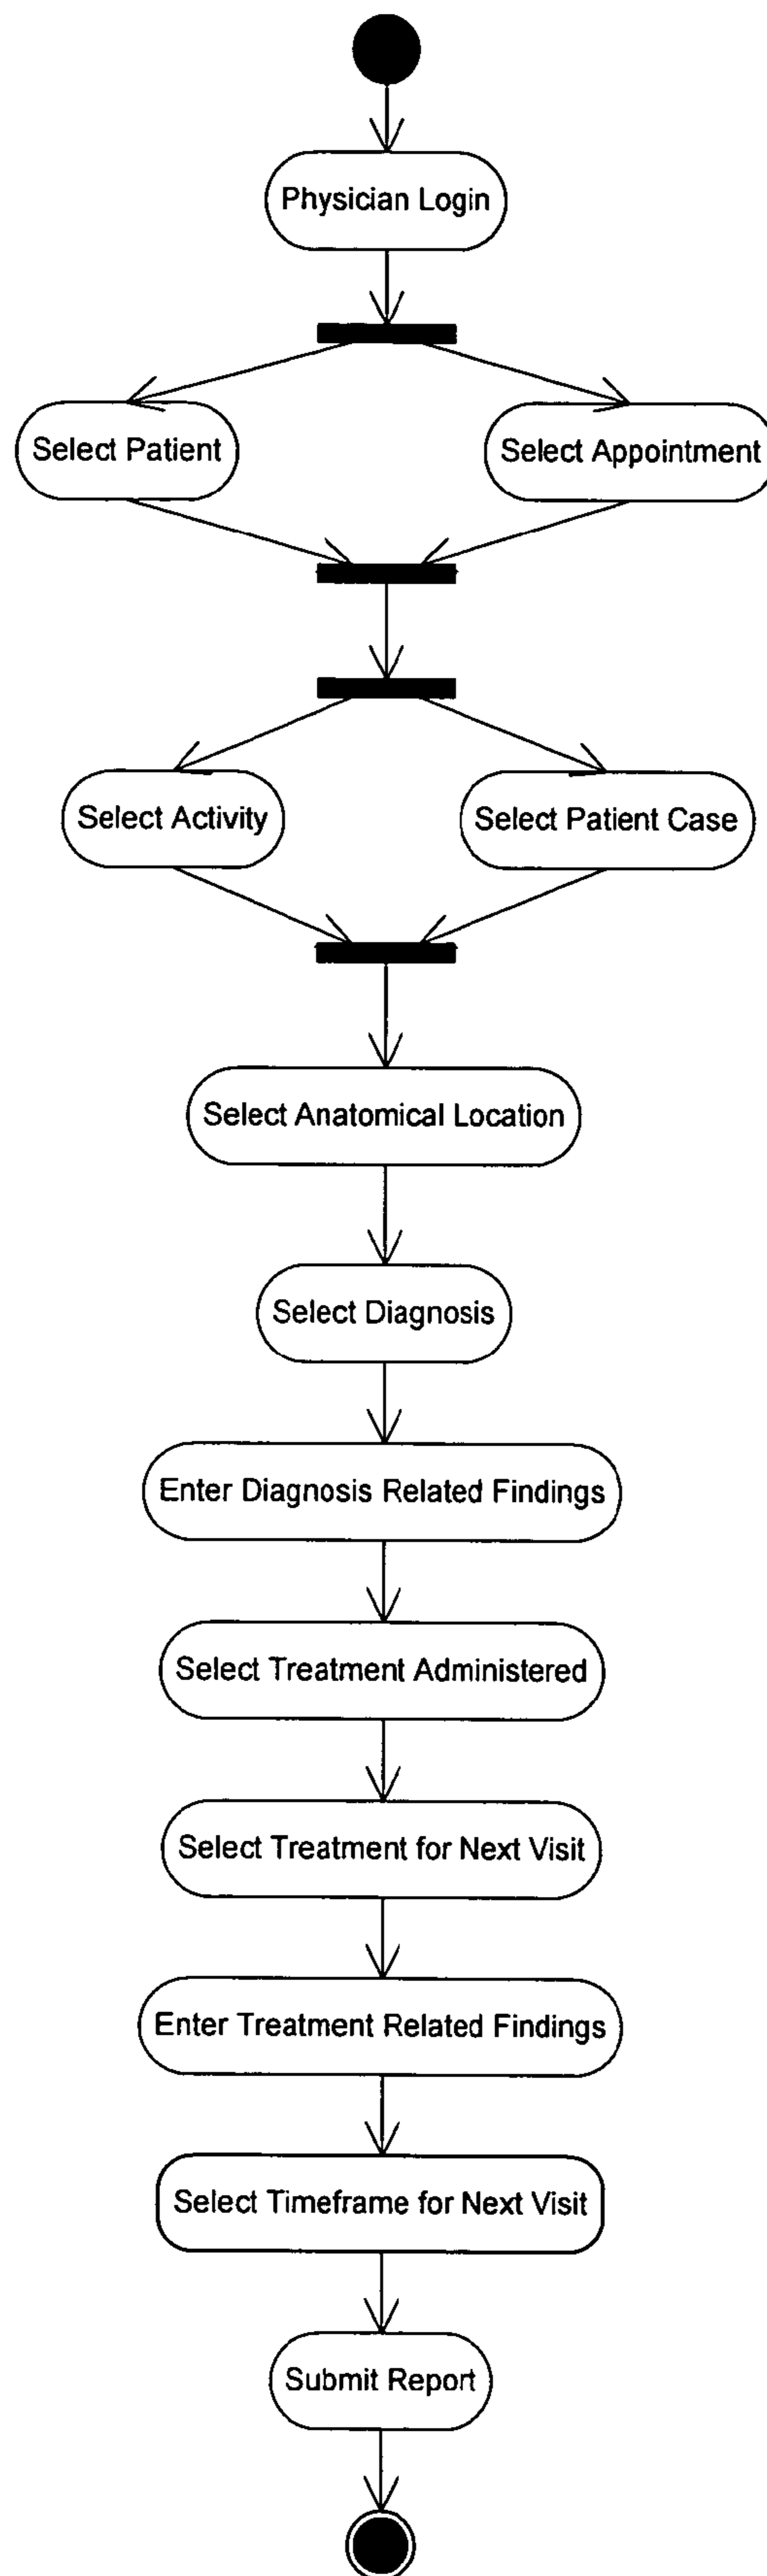 Physician Login
Select Patient
Select Appointment
Select Activity
Select Patient Case
Select Anatomical Location
Select Diagnosis
Enter Diagnosis Related Findings
Select Treatment Administered
Select Treatment for Next Visit
Enter Treatment Related Findings
Select Timeframe for Next Visit
Submit Report